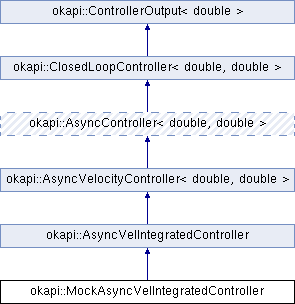 okapi::ControllerOutput< double >
okapi::ClosedLoopController< double, double >
okapi::AsyncController< double, double >
okapi::AsyncVelocityController< double, double >
okapi::AsyncVelIntegratedController
okapi::MockAsyncVelIntegratedController